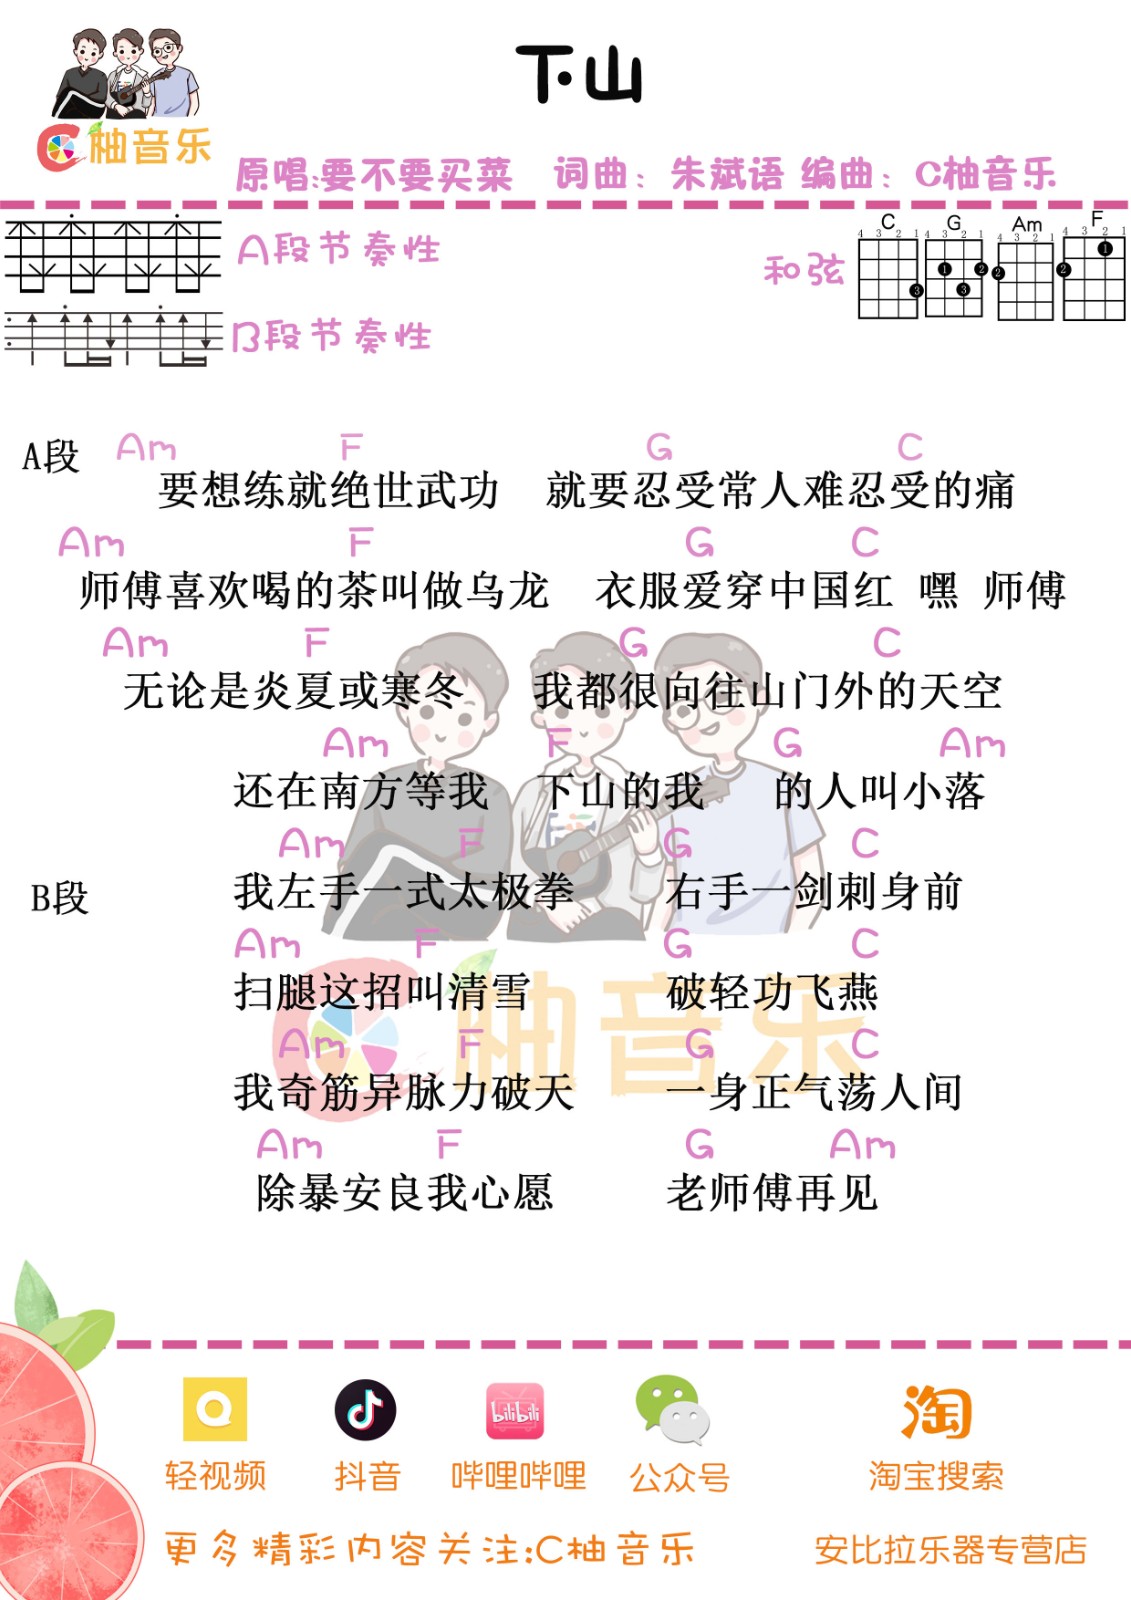 下山
C柚音乐
原唱:要不要买菜 词曲：朱斌语 编曲：C柚音乐
A段节奏性
B段节奏性
和弦
C G Am F
4 3 2 1 4 3 2 1 4 3 2 1 4 3 2 1
3 1 2 3 2 2 1
A段
Am F G C
要想练就绝世武功 就要忍受常人难忍受的痛
Am F G C
师傅喜欢喝的茶叫做乌龙 衣服爱穿中国红 嘿 师傅
Am F G C
无论是炎夏或寒冬 我都很向往山门外的天空
Am F G Am
还在南方等我 下山的我 的人叫小落
B段
Am F G C
我左手一式太极拳 右手一剑刺身前
Am F G C
扫腿这招叫清雪 破轻功飞燕
Am F G C
我奇筋异脉力破天 一身正气荡人间
Am F G Am
除暴安良我心愿 老师傅再见
C柚音乐
bilibili 淘
轻视频 抖音 哔哩哔哩 公众号 淘宝搜索
更多精彩内容关注:C柚音乐 安比拉乐器专营店